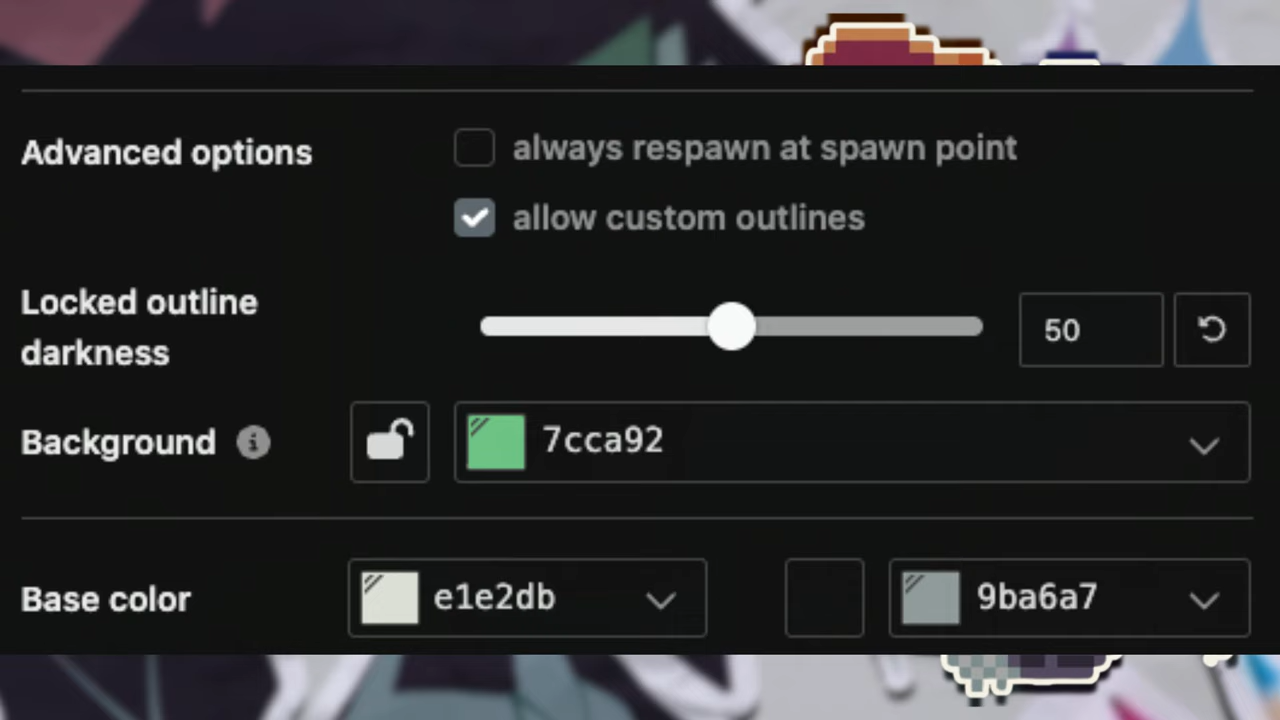 Advanced options
always respawn at spawn point
allow custom outlines
Locked outline
darkness
50
Background
7cca92
Base color
e1e2db
9ba6a7